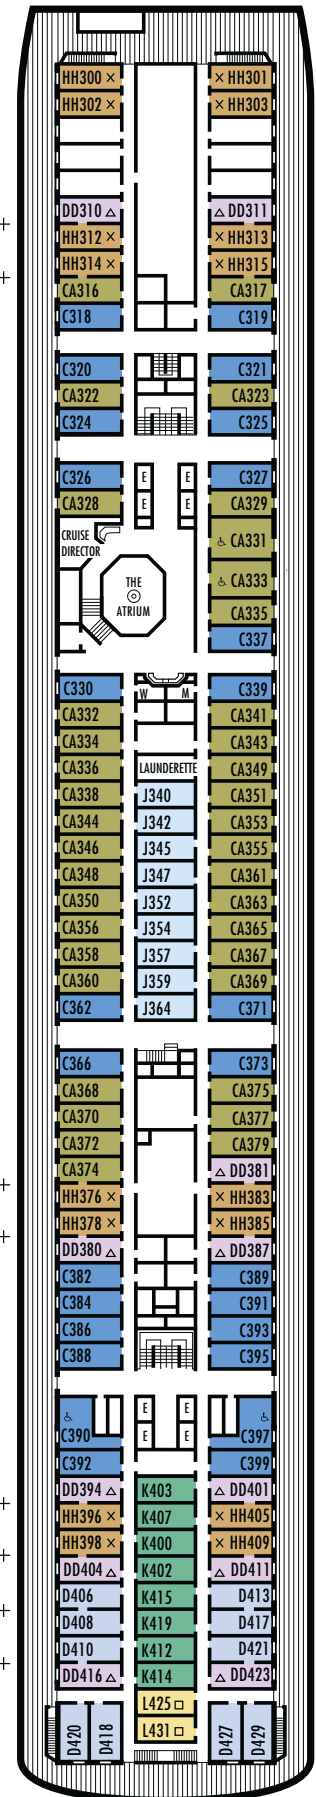 HH300 × × HH301
HH302 × × HH303
DD310 △ △ DD311
HH312 × × HH313
HH314 × × HH315
CA316 CA317
C318 C319
C320 C321
CA322 CA323
C324 C325
C326 E E C327
CA328 E E CA329
CRUISE
DIRECTOR
CA331
THE
ATRIUM
CA333
CA335
C337
C330 W M C339
CA332 CA341
CA334 CA343
CA336 LAUNDERETTE CA349
CA338 J340 CA351
CA344 J342 CA353
CA346 J345 CA355
CA348 J347 CA361
CA350 J352 CA363
CA356 J354 CA365
CA358 J357 CA367
CA360 J359 CA369
C362 J364 C371
C366 C373
CA368 CA375
CA370 CA377
CA372 CA379
CA374 △ DD381
HH376 × × HH383
HH378 × × HH385
DD380 △ △ DD387
C382 C389
C384 C391
C386 C393
C388 C395
E E
C390 E E C397
C392 C399
DD394 △ K403 △ DD401
HH396 × K407 × HH405
HH398 × K400 × HH409
DD404 △ K402 △ DD411
D406 K415 D413
D408 K419 D417
D410 K412 D421
DD416 △ K414 △ DD423
L425 □
L431 □
D420 D418 D427 D429